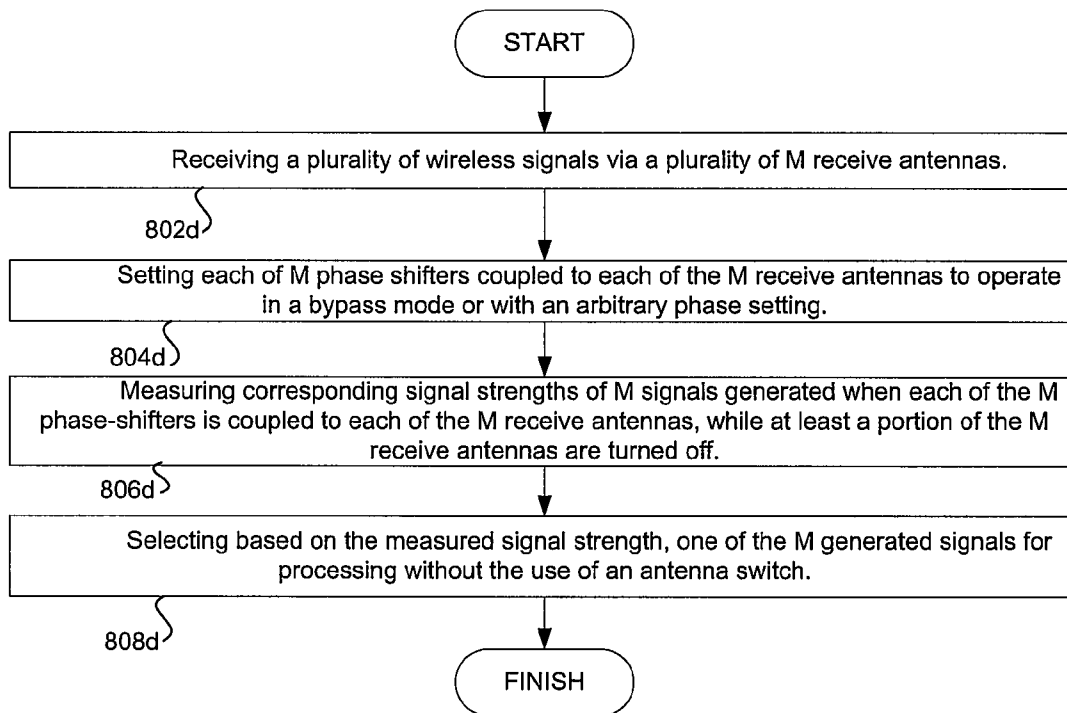 START
Receiving a plurality of wireless signals via a plurality of M receive antennas.
802d
Setting each of M phase shifters coupled to each of the M receive antennas to operate
in a bypass mode or with an arbitrary phase setting.
804d
Measuring corresponding signal strengths of M signals generated when each of the M
phase-shifters is coupled to each of the M receive antennas, while at least a portion of the M
receive antennas are turned off.
806d
Selecting based on the measured signal strength, one of the M generated signals for
processing without the use of an antenna switch.
808d
FINISH